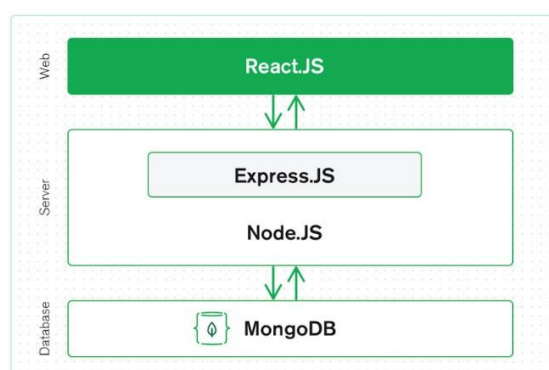 Web
React.JS
Server
Express.JS
Node.JS
Database
MongoDB